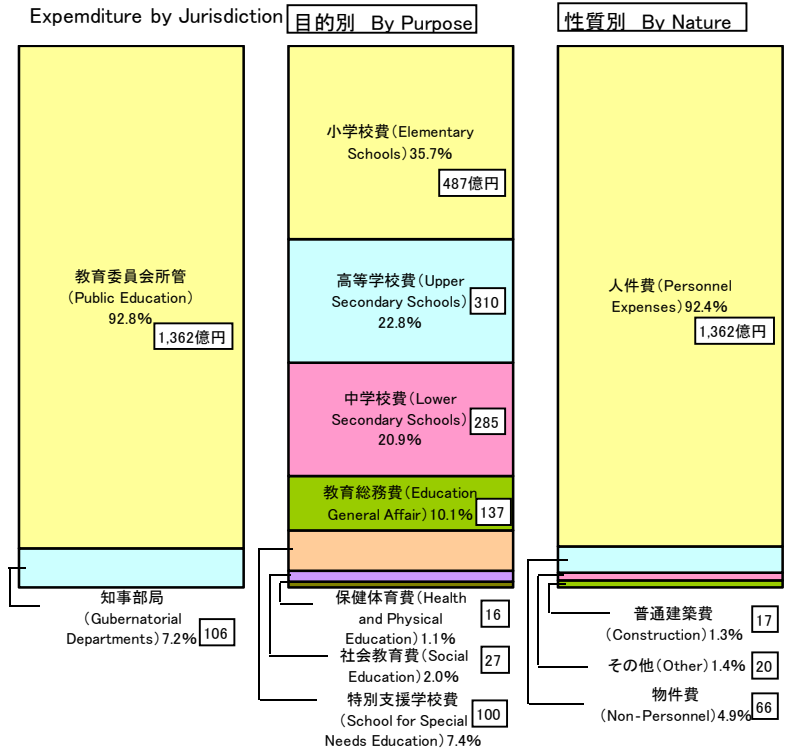 Expemditure by Jurisdiction
教育委員会所管
(Public Education)
92.8%
1,362億円
知事部局
(Gubernatorial
Departments)7.2%
106
目的別 By Purpose
小学校費(Elementary
Schools)35.7%
487億円
高等学校費(Upper
Secondary Schools)
22.8%
310
中学校費(Lower
Secondary Schools)
20.9%
285
教育総務費(Education
General Affair)10.1%
137
保健体育費(Health
and Physical
Education)1.1%
16
社会教育費(Social
Education)2.0%
27
特別支援学校費
(School for Special
Needs Education)7.4%
100
性質別 By Nature
人件費(Personnel
Expenses)92.4%
1,362億円
普通建築費
(Construction)1.3%
17
その他(Other)1.4%
20
物件費
(Non-Personnel)4.9%
66